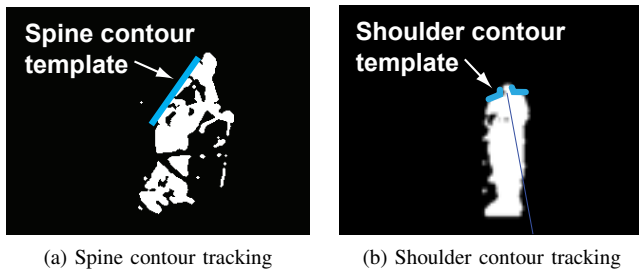 Spine contour
template
Shoulder contour
template
(a) Spine contour tracking
(b) Shoulder contour tracking